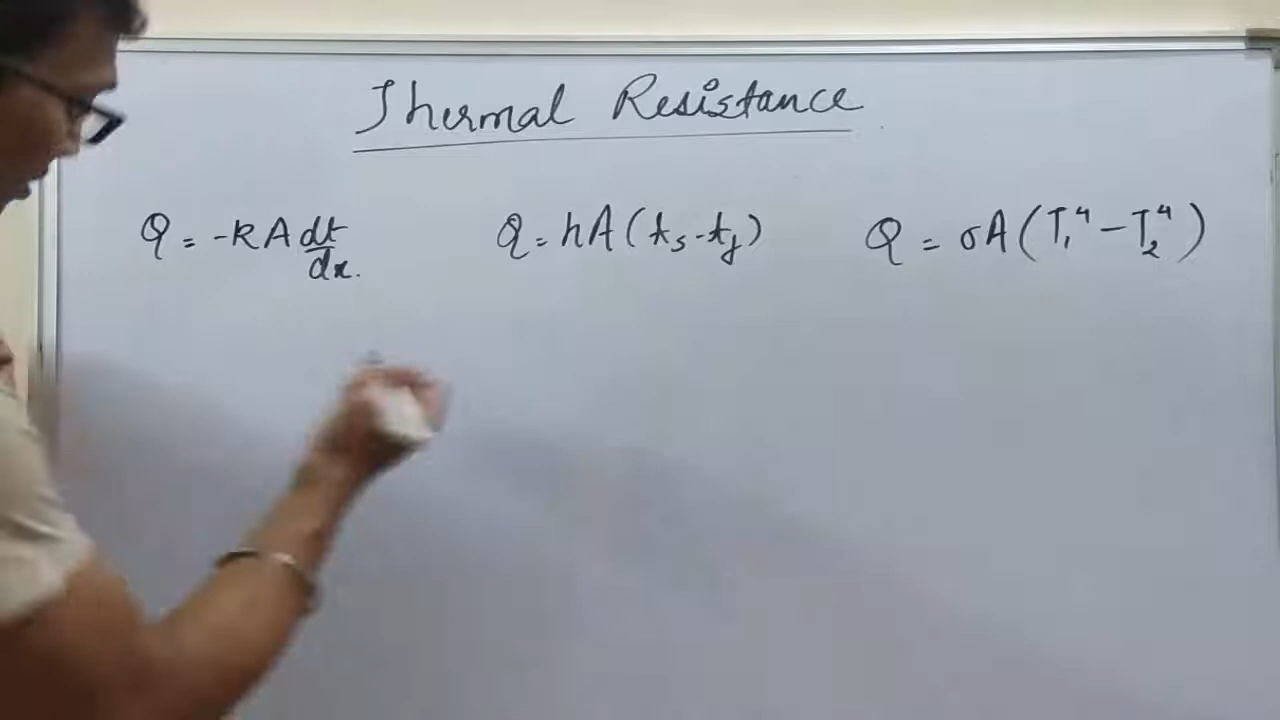 Thermal Resistance
Q = -kA dt/dx.
Q = hA(ts - tf)
Q = σA(T₁⁴ - T₂⁴)